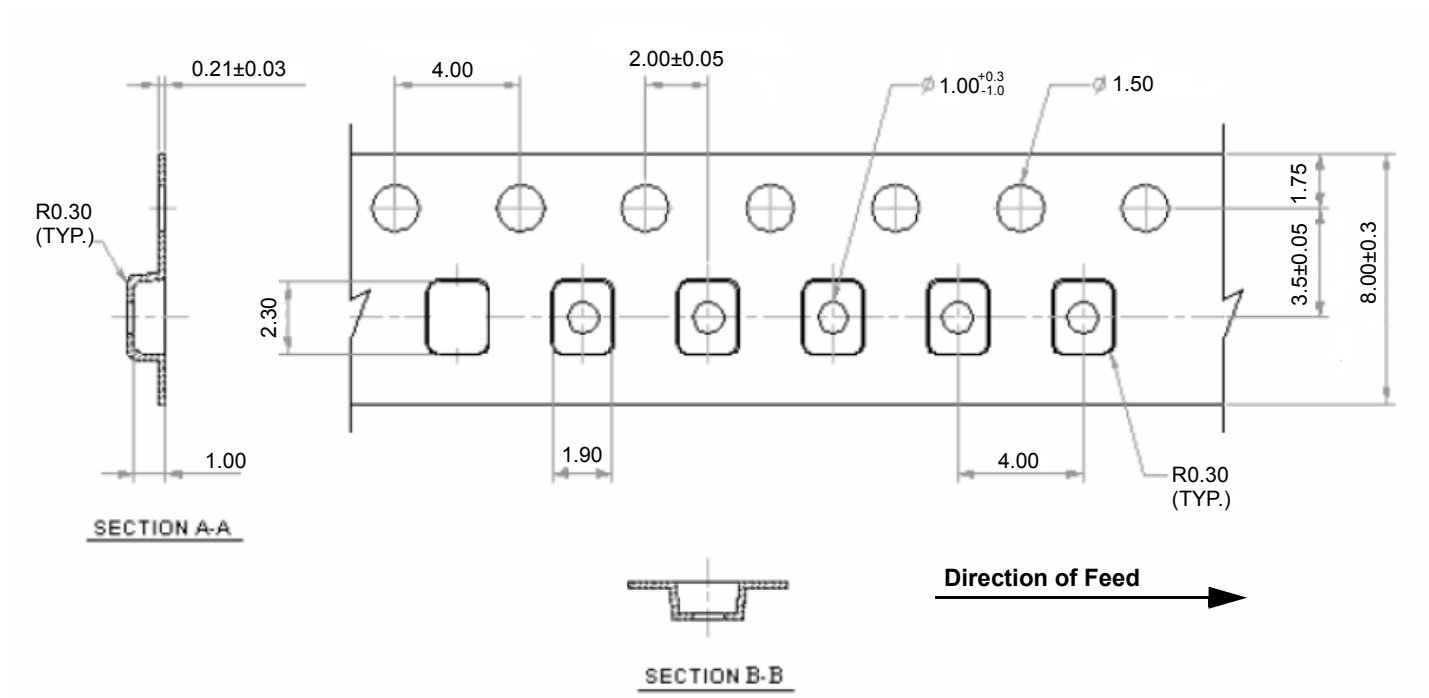 0.21±0.03
4.00
2.00±0.05
⌀ 1.00+0.3
-1.0
⌀ 1.50
1.75
R0.30
(TYP.)
3.5±0.05
8.00±0.3
2.30
1.00
1.90
4.00
R0.30
(TYP.)
SECTION A-A
Direction of Feed
SECTION B-B